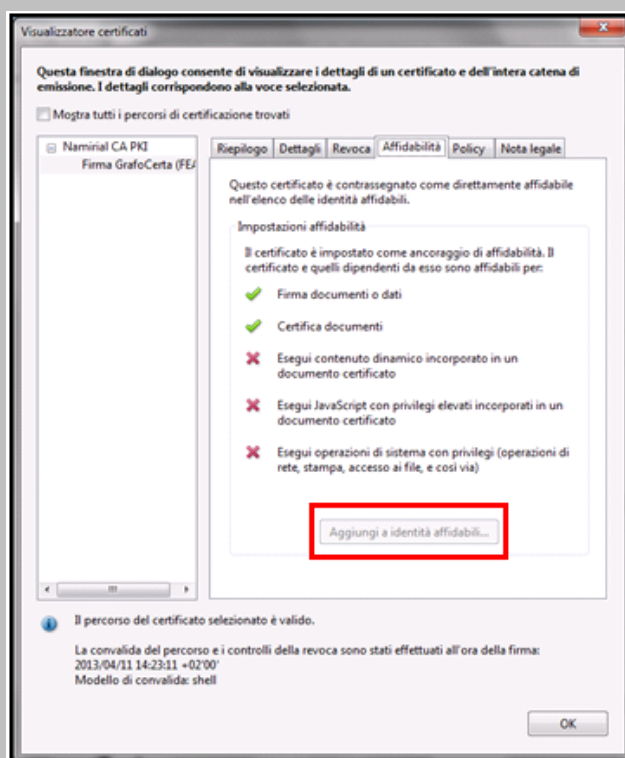 Visualizzatore certificati
Questa finestra di dialogo consente di visualizzare i dettagli di un certificato e dell'intera catena di
emissione. I dettagli corrispondono alla voce selezionata.
Mostra tutti i percorsi di certificazione trovati
Namirial CA PKI
Firma GrafoCerta (FEA
Riepilogo Dettagli Revoca Affidabilità Policy Nota legale
Questo certificato è contrassegnato come direttamente affidabile
nell'elenco delle identità affidabili.
Impostazioni affidabilità
Il certificato è impostato come ancoraggio di affidabilità. Il
certificato e quelli dipendenti da esso sono affidabili per:
Firma documenti o dati
Certifica documenti
Esegui contenuto dinamico incorporato in un
documento certificato
Esegui JavaScript con privilegi elevati incorporati in un
documento certificato
Esegui operazioni di sistema con privilegi (operazioni di
rete, stampa, accesso ai file, e così via)
Aggiungi a identità affidabili...
Il percorso del certificato selezionato è valido.
La convalida del percorso e i controlli della revoca sono stati effettuati all'ora della firma:
2013/04/11 14:23:11 +02'00'
Modello di convalida: shell
OK